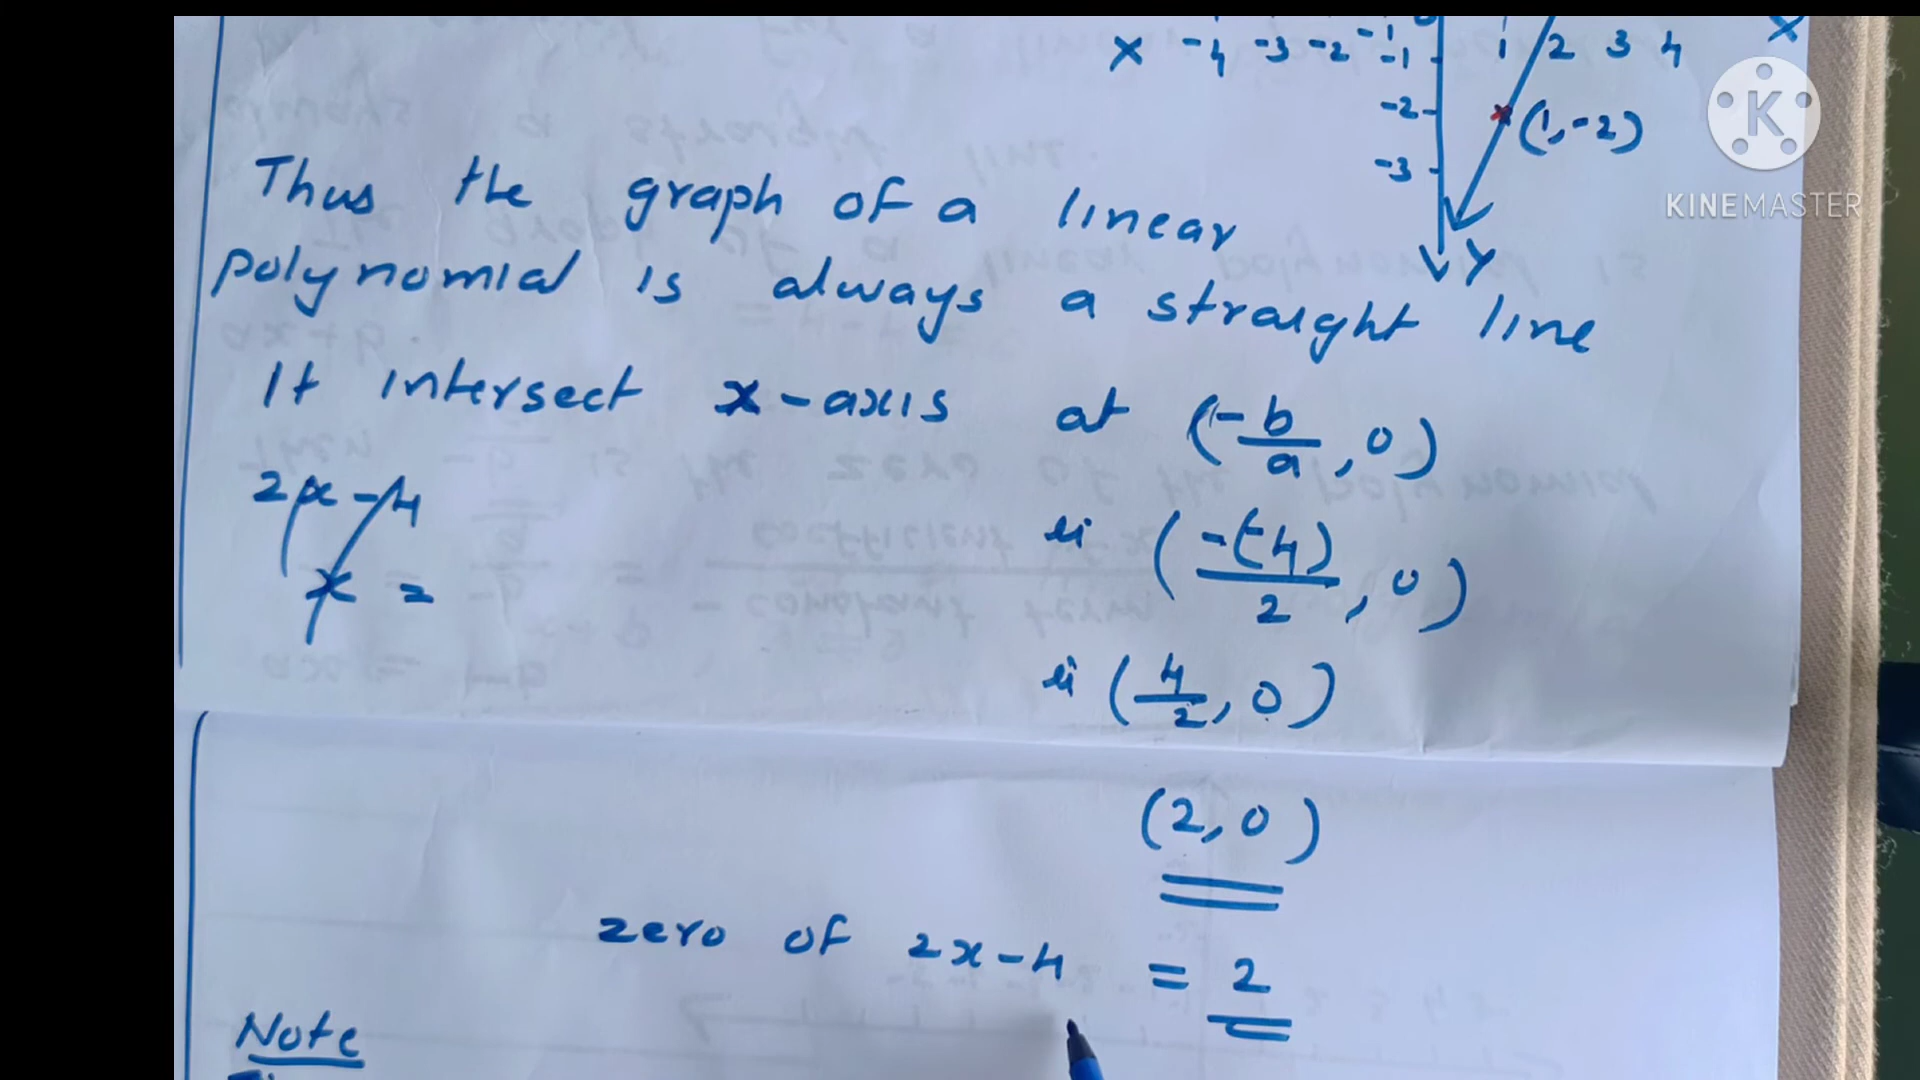 X -4 -3 -2 -1 0 1 2 3 4 X
-1
-2 (1,-2)
-3
Y
K
KINEMASTER
Thus the graph of a linear
polynomial is always a straight line
It intersect x-axis at (-b/a, 0)
2x-4
x =
ie (-(-4)/2, 0)
ie (4/2, 0)
(2, 0)
zero of 2x-4 = 2
Note